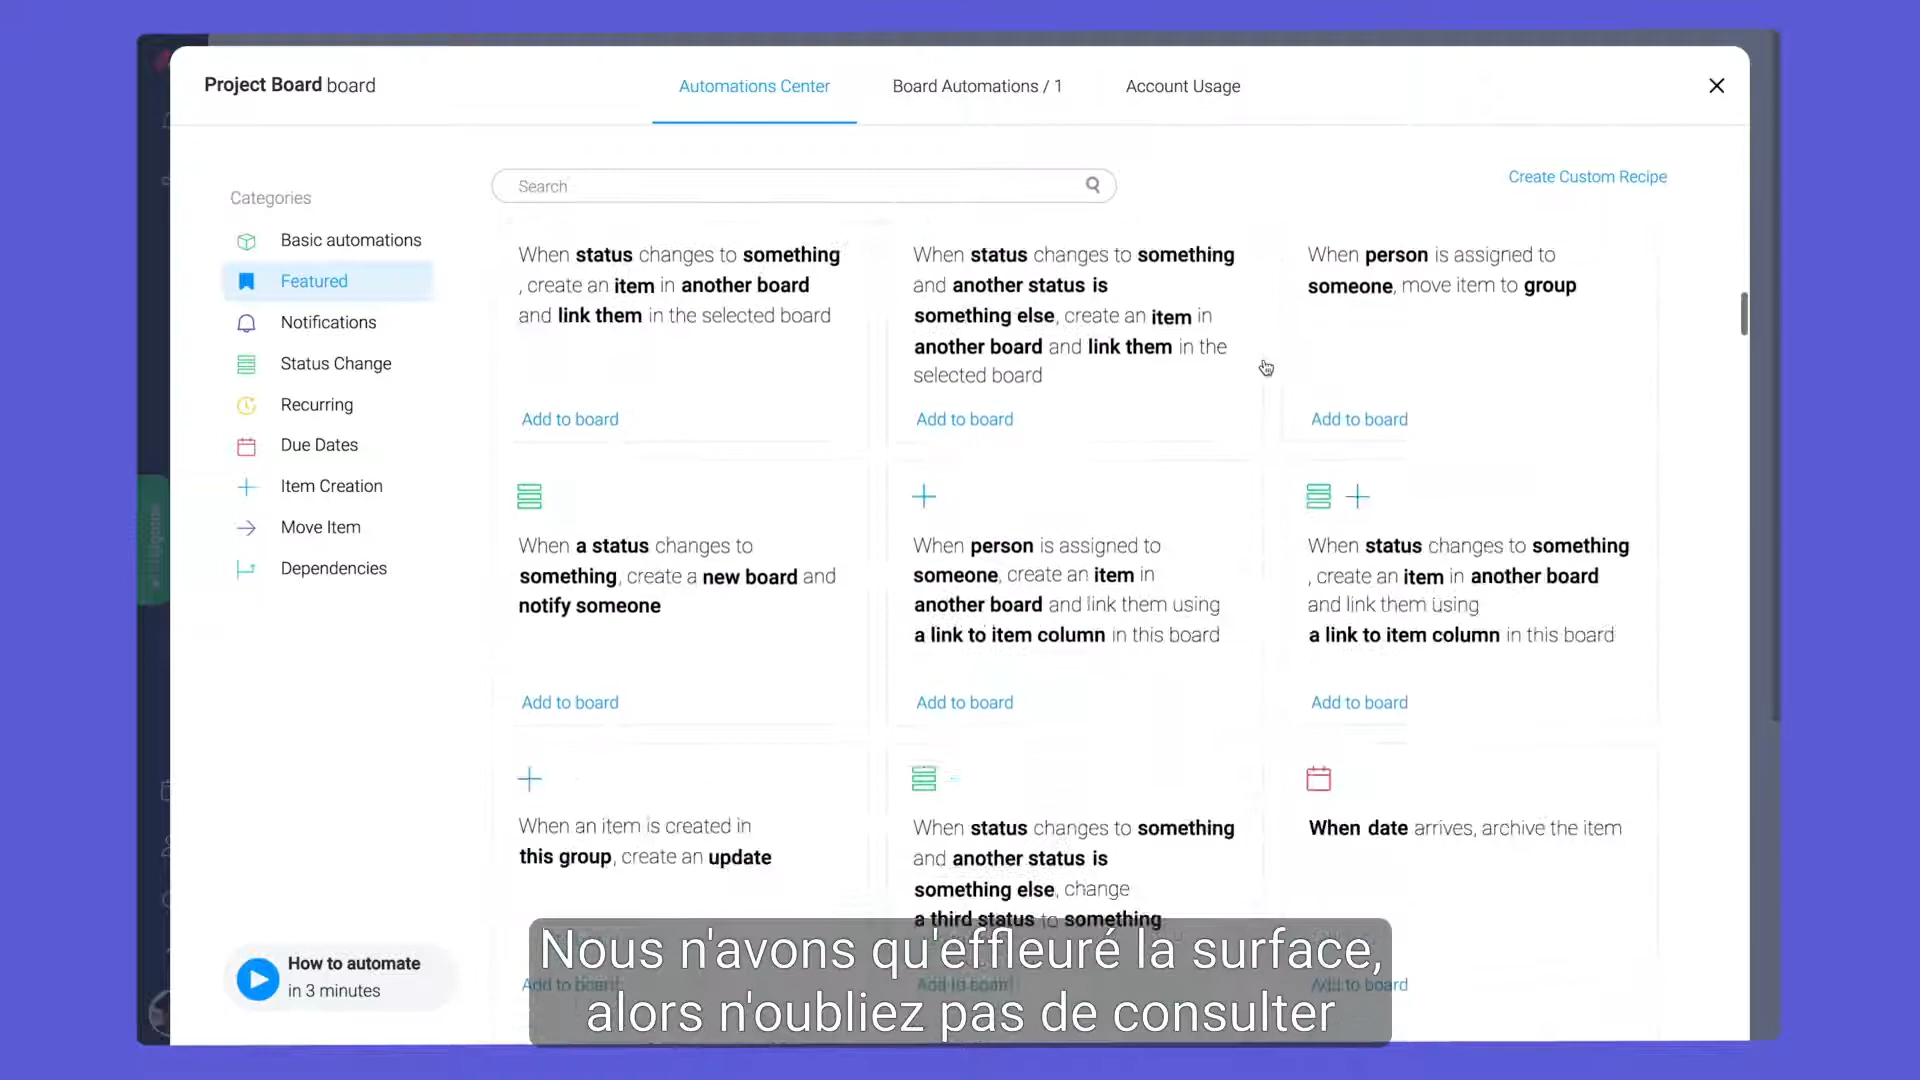 Project Board board
Automations Center
Board Automations / 1
Account Usage
Search
Create Custom Recipe
Categories
Basic automations
Featured
Notifications
Status Change
Recurring
Due Dates
Item Creation
Move Item
Dependencies
When status changes to something
, create an item in another board
and link them in the selected board
Add to board
When status changes to something
and another status is
something else, create an item in
another board and link them in the
selected board
Add to board
When person is assigned to
someone, move item to group
Add to board
When a status changes to
something, create a new board and
notify someone
Add to board
When person is assigned to
someone, create an item in
another board and link them using
a link to item column in this board
Add to board
When status changes to something
, create an item in another board
and link them using
a link to item column in this board
Add to board
When an item is created in
this group, create an update
Add to board
When status changes to something
and another status is
something else, change
a third status to something
Add to board
When date arrives, archive the item
Add to board
How to automate
in 3 minutes
Nous n'avons qu'effleuré la surface,
alors n'oubliez pas de consulter